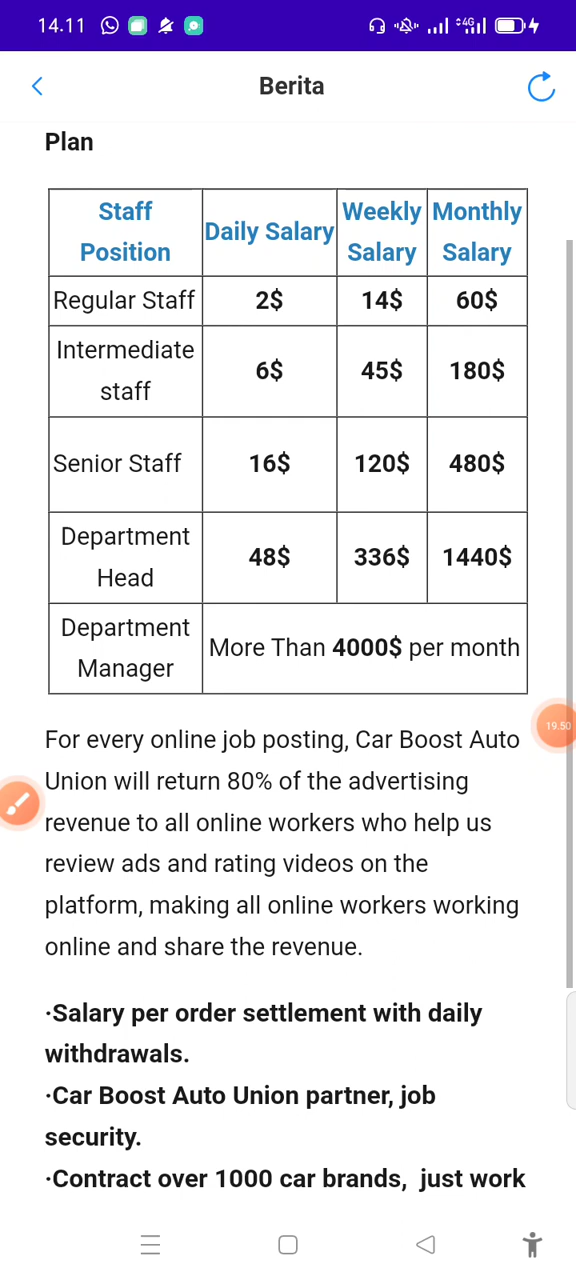 14.11
4G
Berita
Plan
Staff Position Daily Salary Weekly Salary Monthly Salary
Regular Staff 2$ 14$ 60$
Intermediate staff 6$ 45$ 180$
Senior Staff 16$ 120$ 480$
Department Head 48$ 336$ 1440$
Department Manager More Than 4000$ per month
19.50
For every online job posting, Car Boost Auto
Union will return 80% of the advertising
revenue to all online workers who help us
review ads and rating videos on the
platform, making all online workers working
online and share the revenue.
·Salary per order settlement with daily
withdrawals.
·Car Boost Auto Union partner, job
security.
·Contract over 1000 car brands, just work